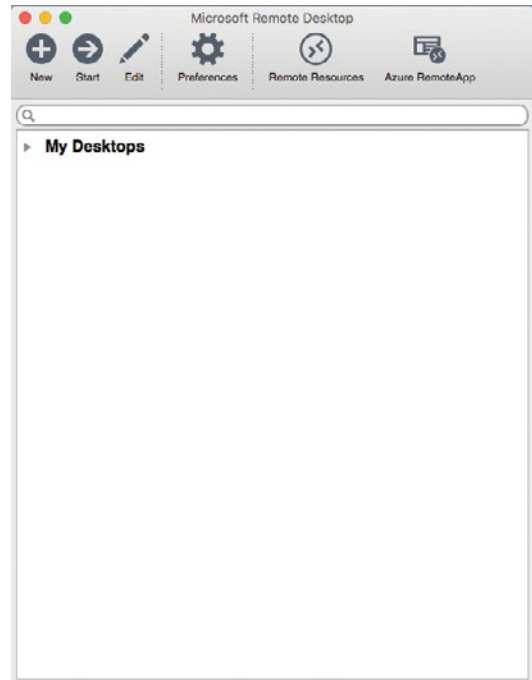 Microsoft Remote Desktop
New Start Edit Preferences Remote Resources Azure RemoteApp
My Desktops